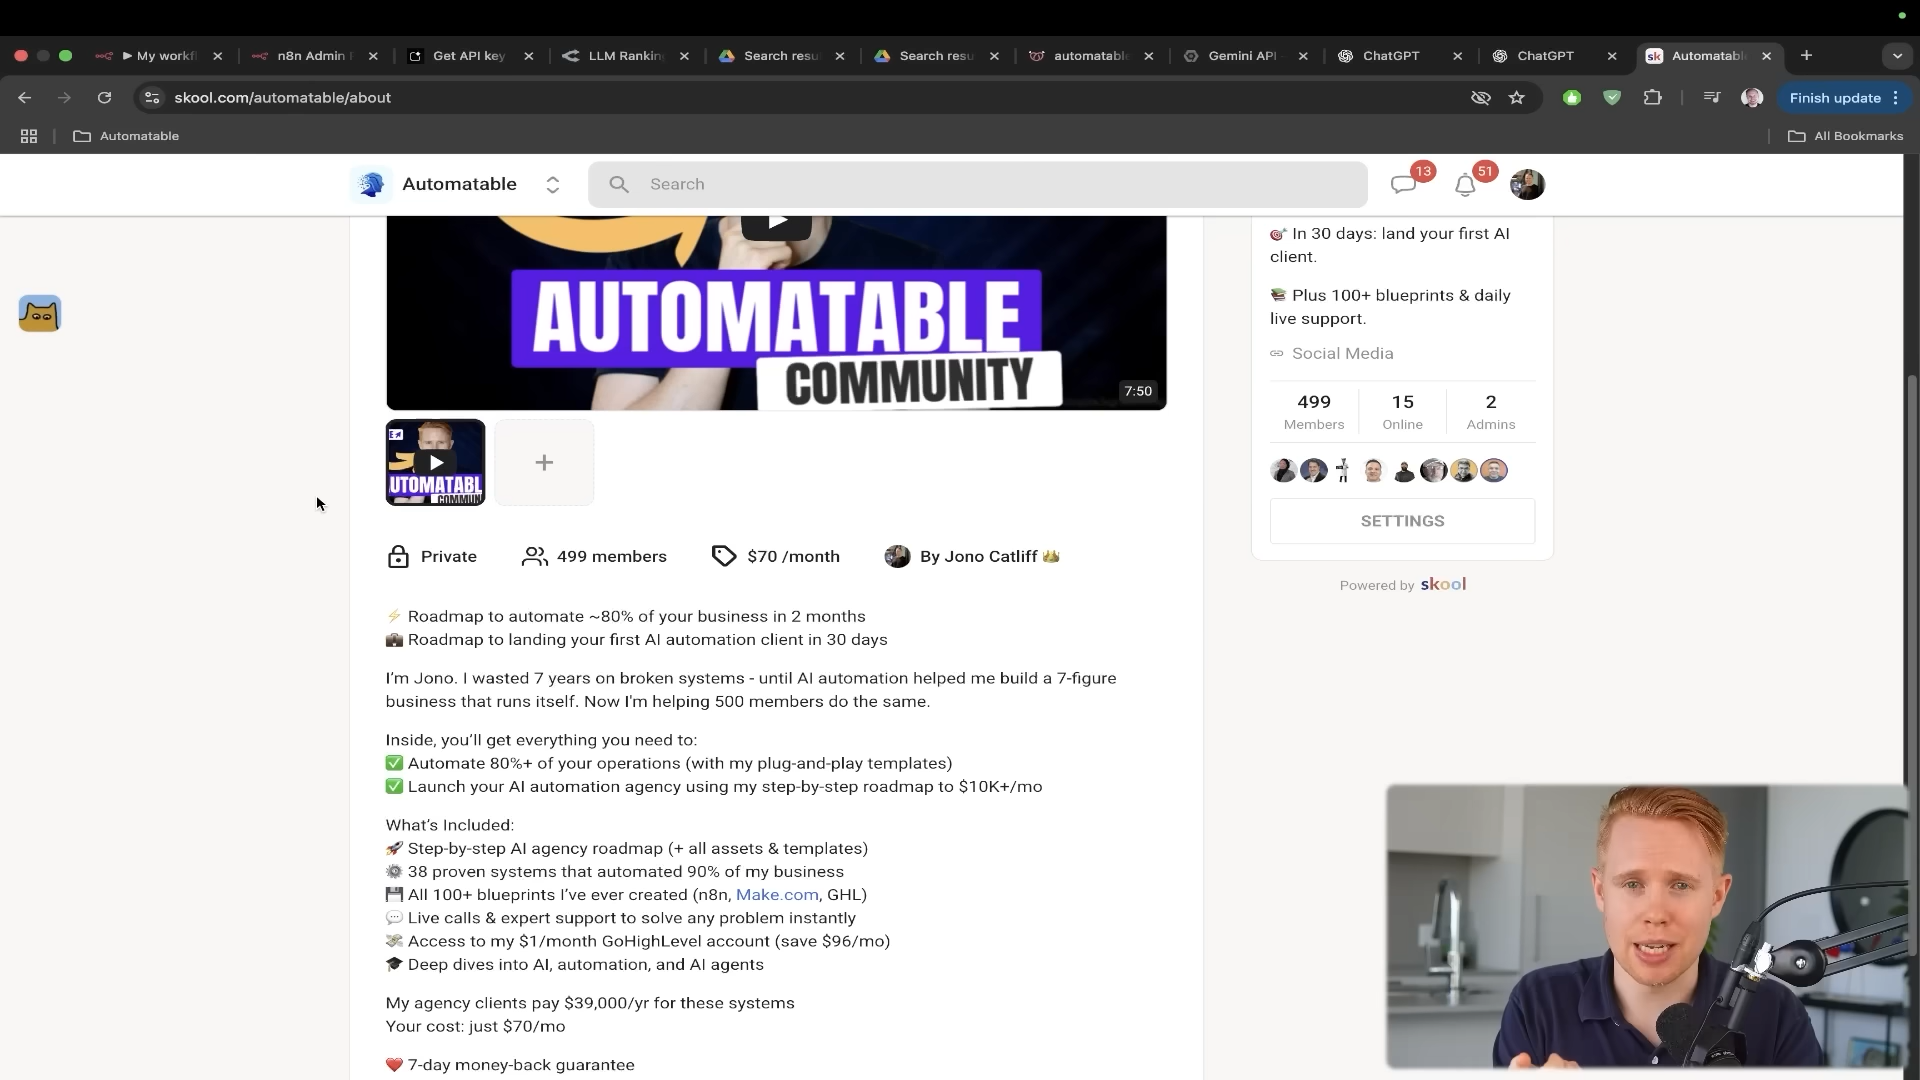 My workf
n8n Admin
Get API key
LLM Rankin
Search resu
Search resu
automatable
Gemini API
ChatGPT
ChatGPT
sk
Automatabl
skool.com/automatable/about
Finish update
Automatable
All Bookmarks
Automatable
Search
13
51
AUTOMATABLE
COMMUNITY
7:50
UTOMATABL
COMMUN
Private
499 members
$70 /month
By Jono Catliff 👑
⚡ Roadmap to automate ~80% of your business in 2 months
💼 Roadmap to landing your first AI automation client in 30 days
I'm Jono. I wasted 7 years on broken systems - until AI automation helped me build a 7-figure
business that runs itself. Now I'm helping 500 members do the same.
Inside, you'll get everything you need to:
✅ Automate 80%+ of your operations (with my plug-and-play templates)
✅ Launch your AI automation agency using my step-by-step roadmap to $10K+/mo
What's Included:
🚀 Step-by-step AI agency roadmap (+ all assets & templates)
⚙️ 38 proven systems that automated 90% of my business
💾 All 100+ blueprints I've ever created (n8n, Make.com, GHL)
💬 Live calls & expert support to solve any problem instantly
💸 Access to my $1/month GoHighLevel account (save $96/mo)
🎓 Deep dives into AI, automation, and AI agents
My agency clients pay $39,000/yr for these systems
Your cost: just $70/mo
❤️ 7-day money-back guarantee
🎯 In 30 days: land your first AI
client.
📚 Plus 100+ blueprints & daily
live support.
Social Media
499
Members
15
Online
2
Admins
SETTINGS
Powered by skool